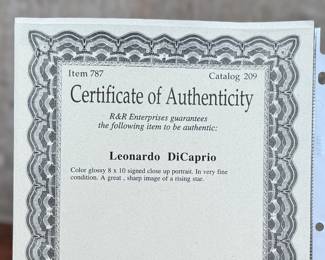 Item 787 Catalog 209
Certificate of Authenticity
R&R Enterprises guarantees
the following item to be authentic:
Leonardo DiCaprio
Color glossy 8 x 10 signed close up portrait. In very fine
condition. A great , sharp image of a rising star.